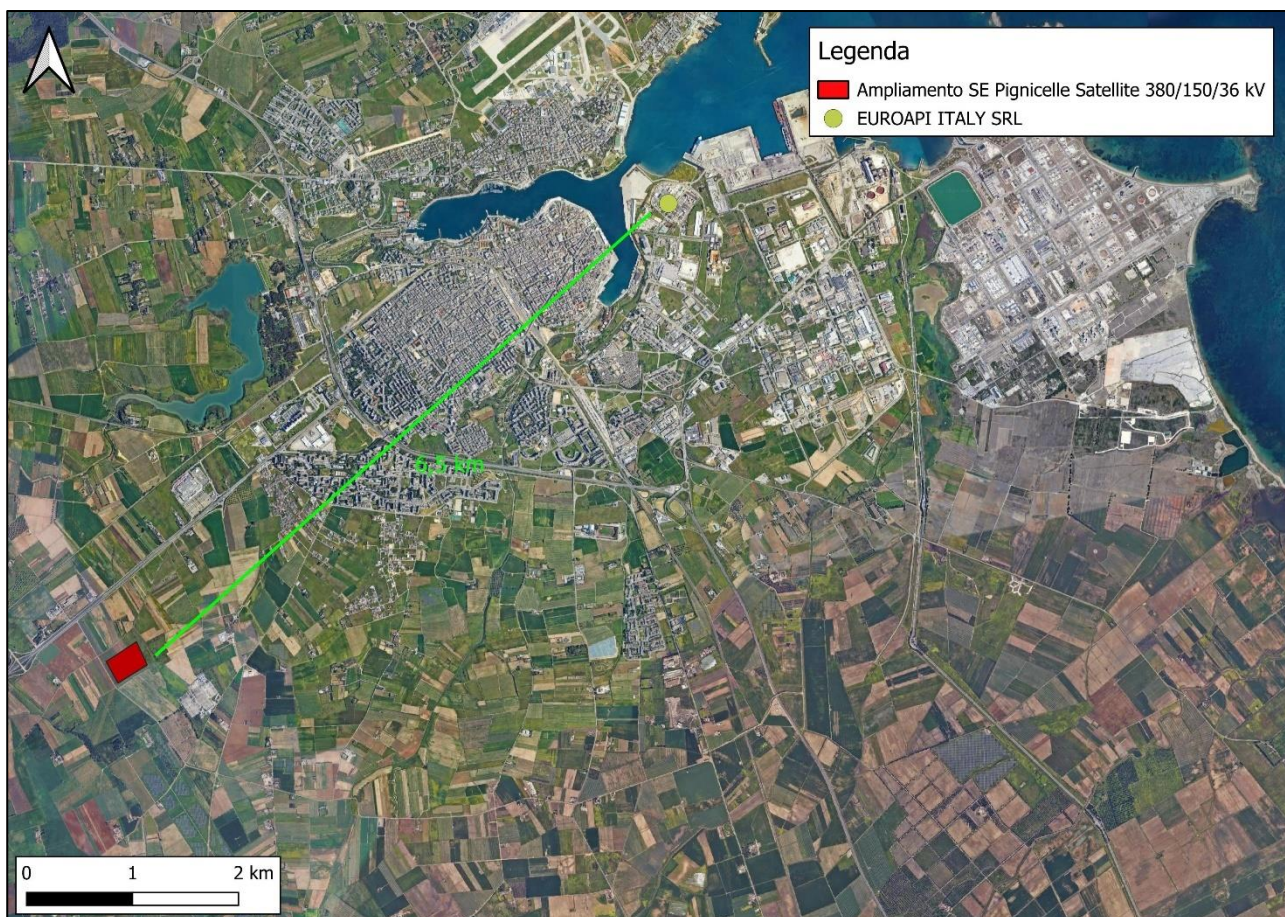 Legenda
Ampliamento SE Pignicelle Satellite 380/150/36 kV
EUROAPI ITALY SRL
6,5 km
0 1 2 km